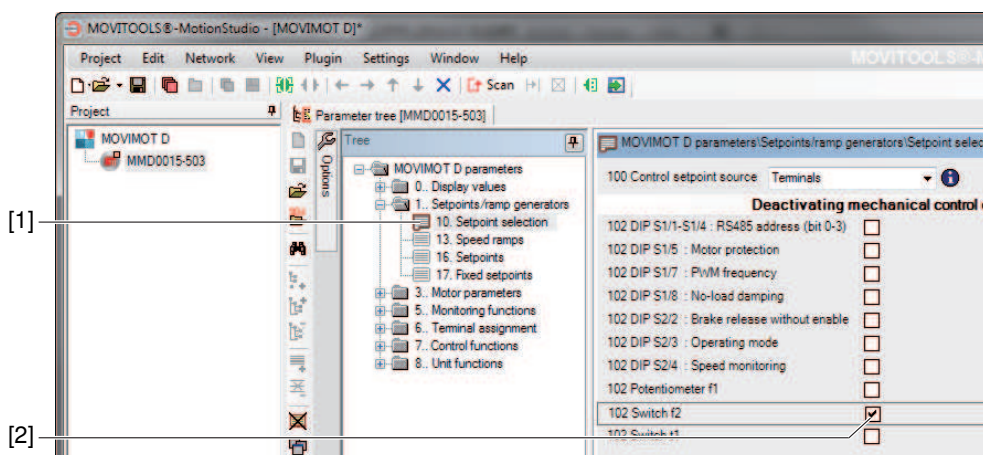 MOVITOOLS®-MotionStudio - [MOVIMOT D]*
Project Edit Network View Plugin Settings Window Help
MOVITOOLS®-M
Scan
Project
Parameter tree [MMD0015-503]
MOVIMOT D
MMD0015-503
Options
Tree
MOVIMOT D parameters
0.. Display values
1.. Setpoints/ramp generators
10. Setpoint selection
13. Speed ramps
16. Setpoints
17. Fixed setpoints
3.. Motor parameters
5.. Monitoring functions
6.. Terminal assignment
7.. Control functions
8.. Unit functions
MOVIMOT D parameters\Setpoints/ramp generators\Setpoint selec
100 Control setpoint source Terminals
Deactivating mechanical control
102 DIP S1/1-S1/4 : RS485 address (bit 0-3)
102 DIP S1/5 : Motor protection
102 DIP S1/7 : PWM frequency
102 DIP S1/8 : No-load damping
102 DIP S2/2 : Brake release without enable
102 DIP S2/3 : Operating mode
102 DIP S2/4 : Speed monitoring
102 Potentiometer f1
102 Switch f2
102 Switch t1
[1]
[2]